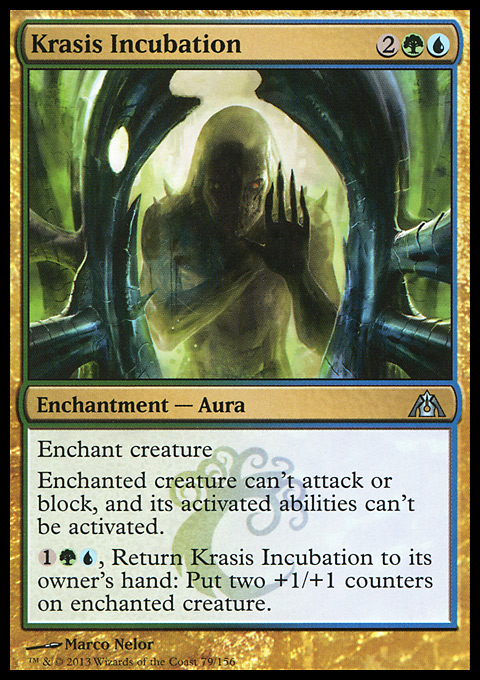 Krasis Incubation 2
Enchantment — Aura
Enchant creature
Enchanted creature can't attack or
block, and its activated abilities can't
be activated.
1, Return Krasis Incubation to its
owner's hand: Put two +1/+1 counters
on enchanted creature.
Marco Nelor
™ & © 2013 Wizards of the Coast 79/156